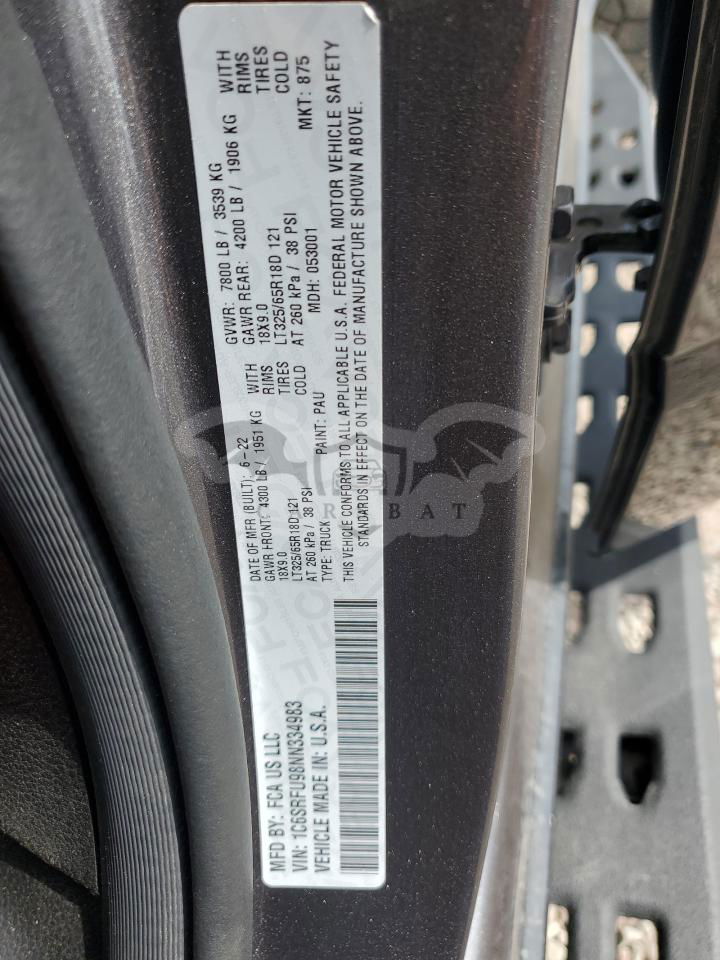 MFD BY: FCA US LLC
DATE OF MFR (BUILT): 6-22
GVWR: 7800 LB / 3539 KG
GAWR FRONT: 4300 LB / 1951 KG WITH
GAWR REAR: 4200 LB / 1906 KG WITH
18X9.0 RIMS
18X9.0 RIMS
LT325/65R18D 121 TIRES
LT325/65R18D 121 TIRES
AT 260 kPa / 38 PSI COLD
AT 260 kPa / 38 PSI COLD
VIN: 1C6SRFU98NN334983
TYPE: TRUCK
PAINT: PAU
MDH: 053001
MKT: 875
VEHICLE MADE IN: U.S.A.
THIS VEHICLE CONFORMS TO ALL APPLICABLE U.S.A. FEDERAL MOTOR VEHICLE SAFETY
STANDARDS IN EFFECT ON THE DATE OF MANUFACTURE SHOWN ABOVE.